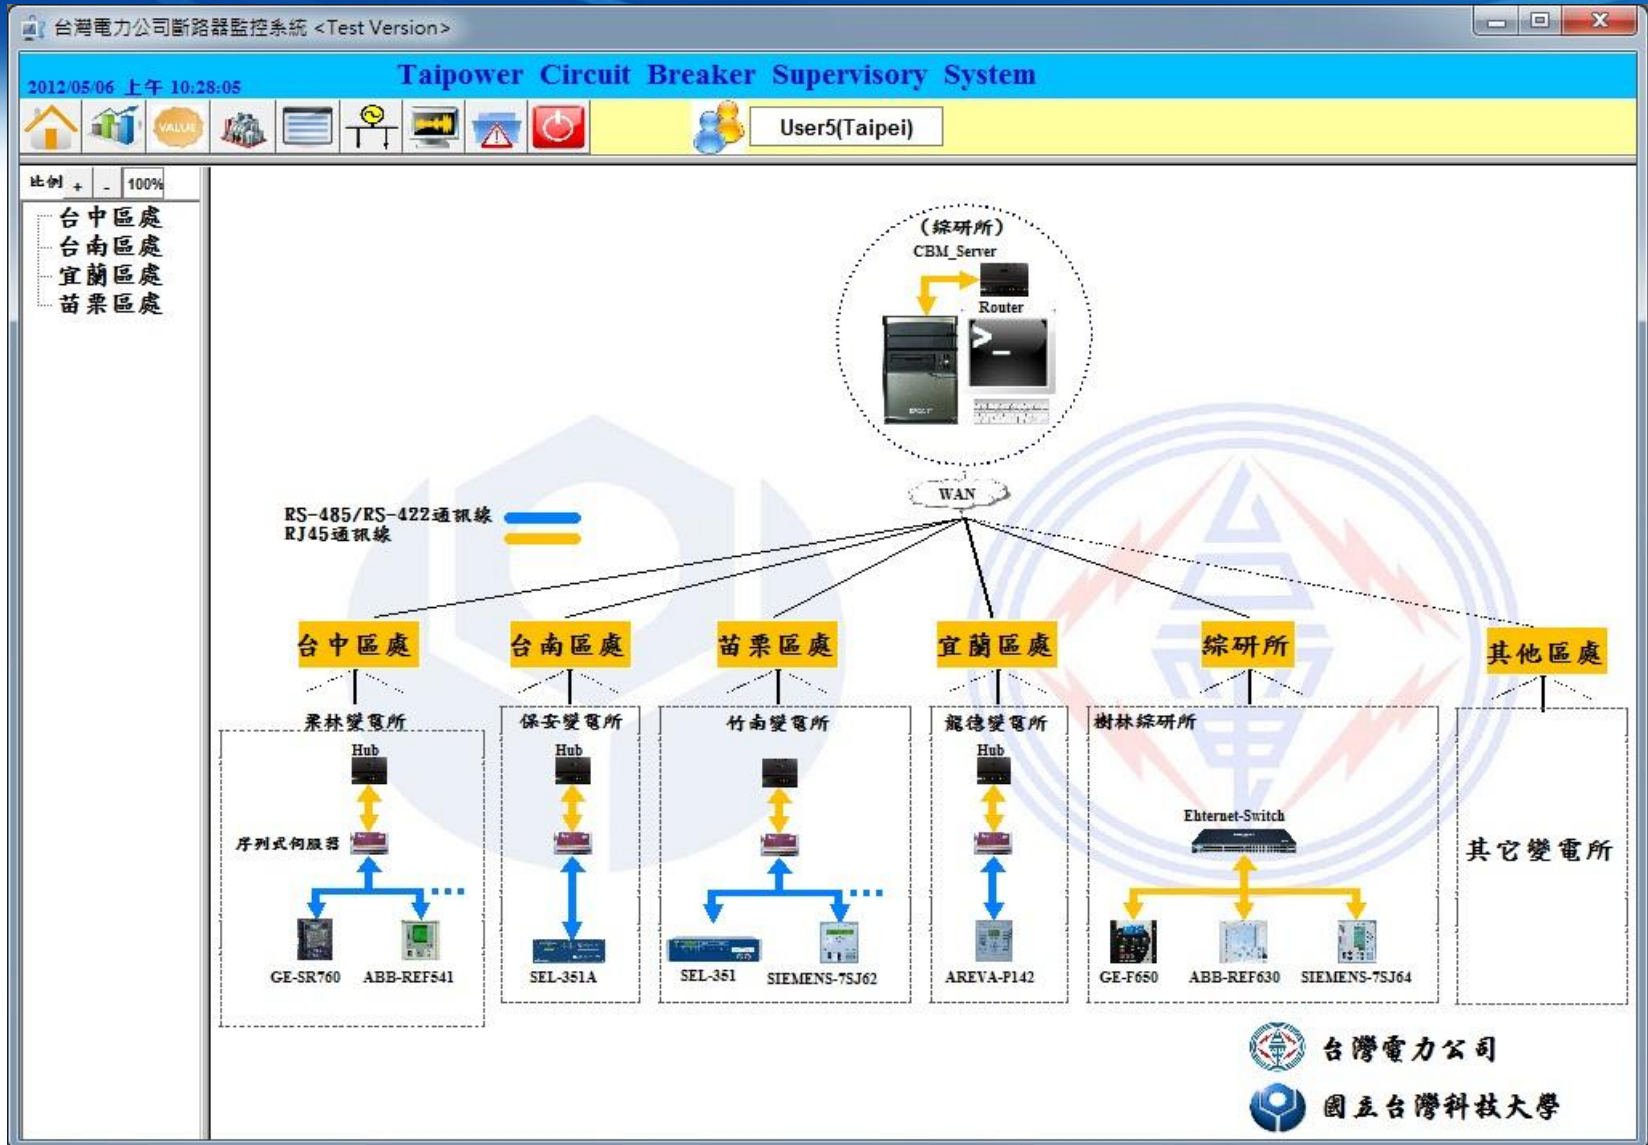 台灣電力公司斷路器監控系統 <Test Version>
Taipower Circuit Breaker Supervisory System
2012/05/06 上午 10:28:05
VALUE
User5(Taipei)
比例 + - 100%
台中區處
台南區處
宜蘭區處
苗栗區處
(綜研所)
CBM_Server
Router
>_
WAN
RS-485/RS-422通訊線
RJ45通訊線
台中區處 台南區處 苗栗區處 宜蘭區處 綜研所 其他區處
栗林變電所 保安變電所 竹南變電所 龍德變電所 樹林綜研所
Hub Hub Hub
Ehternet-Switch
序列式伺服器
其它變電所
GE-SR760 ABB-REF541 SEL-351A SEL-351 SIEMENS-7SJ62 AREVA-P142 GE-F650 ABB-REF630 SIEMENS-7SJ64
台灣電力公司
國立台灣科技大學